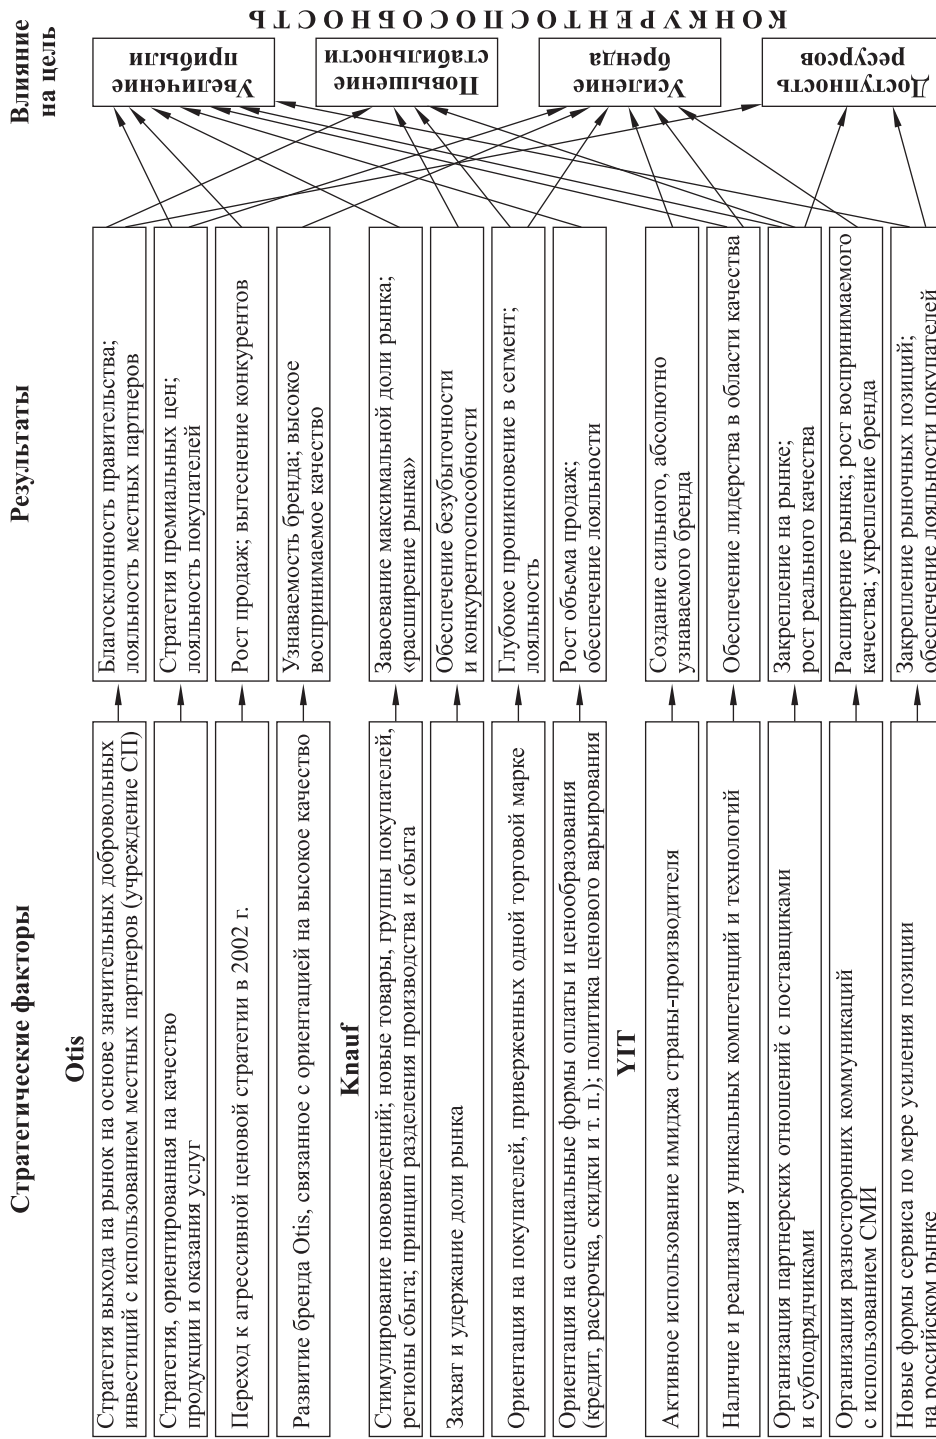 Стратегические факторы
Результаты
Влияние
на цель
Otis
Стратегия выхода на рынок на основе значительных добровольных
инвестиций с использованием местных партнеров (учреждение СП)
Благосклонность правительства;
лояльность местных партнеров
Стратегия, ориентированная на качество
продукции и оказания услуг
Стратегия премиальных цен;
лояльность покупателей
Переход к агрессивной ценовой стратегии в 2002 г.
Рост продаж; вытеснение конкурентов
Развитие бренда Otis, связанное с ориентацией на высокое качество
Узнаваемость бренда; высокое
воспринимаемое качество
Knauf
Стимулирование нововведений; новые товары, группы покупателей,
регионы сбыта; принцип разделения производства и сбыта
Завоевание максимальной доли рынка;
«расширение рынка»
Захват и удержание доли рынка
Обеспечение безубыточности
и конкурентоспособности
Ориентация на покупателей, приверженных одной торговой марке
Глубокое проникновение в сегмент;
лояльность
Ориентация на специальные формы оплаты и ценообразования
(кредит, рассрочка, скидки и т. п.); политика ценового варьирования
Рост объема продаж;
обеспечение лояльности
YIT
Активное использование имиджа страны-производителя
Создание сильного, абсолютно
узнаваемого бренда
Наличие и реализация уникальных компетенций и технологий
Обеспечение лидерства в области качества
Организация партнерских отношений с поставщиками
и субподрядчиками
Закрепление на рынке;
рост реального качества
Организация разносторонних коммуникаций
с использованием СМИ
Расширение рынка; рост воспринимаемого
качества; укрепление бренда
Новые формы сервиса по мере усиления позиции
на российском рынке
Закрепление рыночных позиций;
обеспечение лояльности покупателей
Увеличение
прибыли
Повышение
стабильности
Усиление
бренда
Доступность
ресурсов
КОНКУРЕНТОСПОСОБНОСТЬ